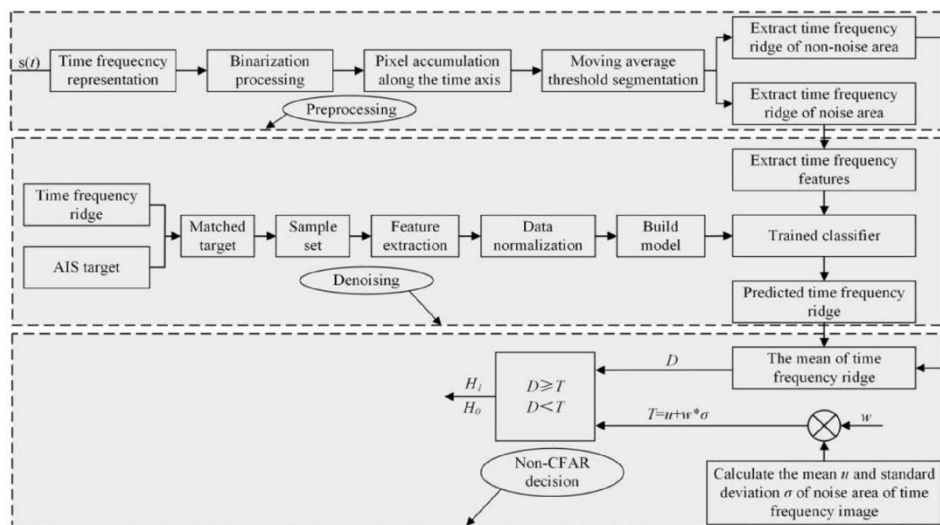 s(t)
Time frequecncy
representation
Binarization
processing
Pixel accumulation
along the time axis
Moving average
threshold segmentation
Extract time frequency
ridge of non-noise area
Extract time frequency
ridge of noise area
Preprocessing
Extract time frequency
features
Time frequency
ridge
AIS target
Matched
target
Sample
set
Feature
extraction
Data
normalization
Build
model
Trained classifier
Denoising
Predicted time frequency
ridge
The mean of time
frequency ridge
D
D≥T
D<T
H₁
H₀
T=u+w*σ
w
Non-CFAR
decision
Calculate the mean u and standard
deviation σ of noise area of time
frequency image